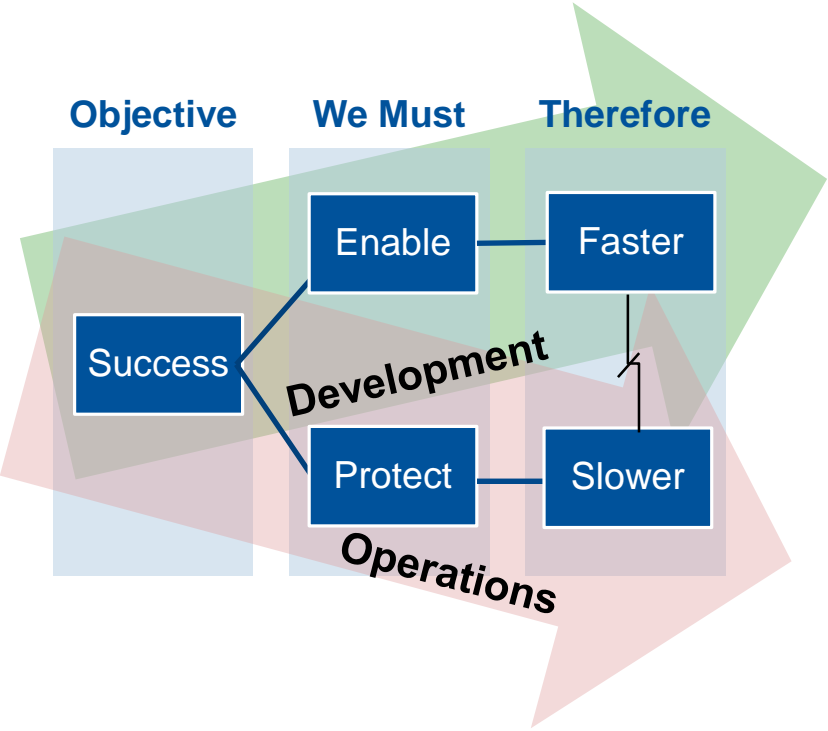 Objective
We Must
Therefore
Enable
Faster
Success
Development
Protect
Slower
Operations